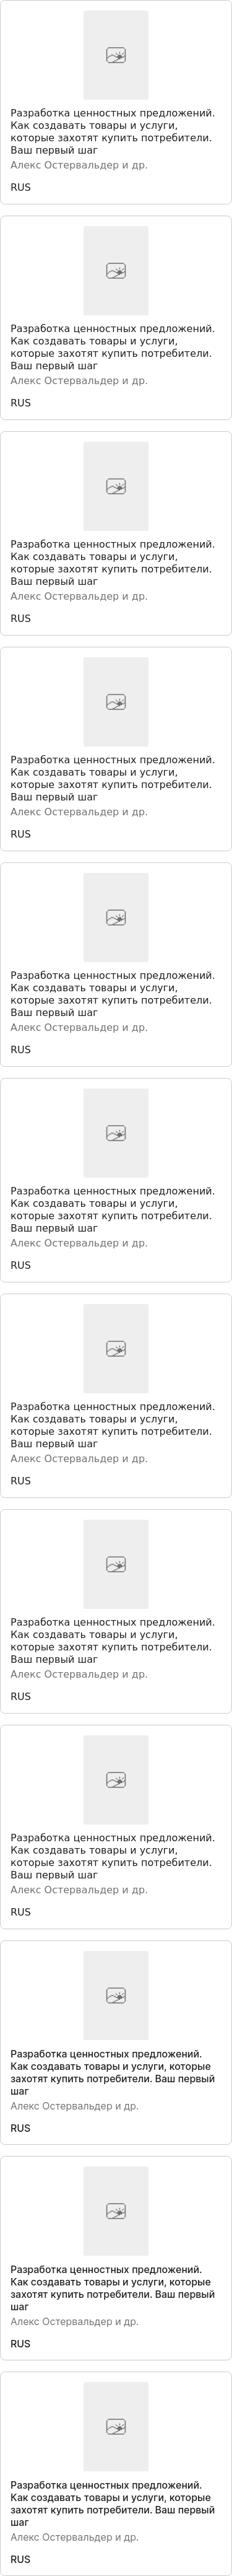 Разработка ценностных предложений.
Как создавать товары и услуги,
которые захотят купить потребители.
Ваш первый шаг
Алекс Остервальдер и др.
RUS
Разработка ценностных предложений.
Как создавать товары и услуги,
которые захотят купить потребители.
Ваш первый шаг
Алекс Остервальдер и др.
RUS
Разработка ценностных предложений.
Как создавать товары и услуги,
которые захотят купить потребители.
Ваш первый шаг
Алекс Остервальдер и др.
RUS
Разработка ценностных предложений.
Как создавать товары и услуги,
которые захотят купить потребители.
Ваш первый шаг
Алекс Остервальдер и др.
RUS
Разработка ценностных предложений.
Как создавать товары и услуги,
которые захотят купить потребители.
Ваш первый шаг
Алекс Остервальдер и др.
RUS
Разработка ценностных предложений.
Как создавать товары и услуги,
которые захотят купить потребители.
Ваш первый шаг
Алекс Остервальдер и др.
RUS
Разработка ценностных предложений.
Как создавать товары и услуги,
которые захотят купить потребители.
Ваш первый шаг
Алекс Остервальдер и др.
RUS
Разработка ценностных предложений.
Как создавать товары и услуги,
которые захотят купить потребители.
Ваш первый шаг
Алекс Остервальдер и др.
RUS
Разработка ценностных предложений.
Как создавать товары и услуги,
которые захотят купить потребители.
Ваш первый шаг
Алекс Остервальдер и др.
RUS
Разработка ценностных предложений.
Как создавать товары и услуги, которые
захотят купить потребители. Ваш первый
шаг
Алекс Остервальдер и др.
RUS
Разработка ценностных предложений.
Как создавать товары и услуги, которые
захотят купить потребители. Ваш первый
шаг
Алекс Остервальдер и др.
RUS
Разработка ценностных предложений.
Как создавать товары и услуги, которые
захотят купить потребители. Ваш первый
шаг
Алекс Остервальдер и др.
RUS